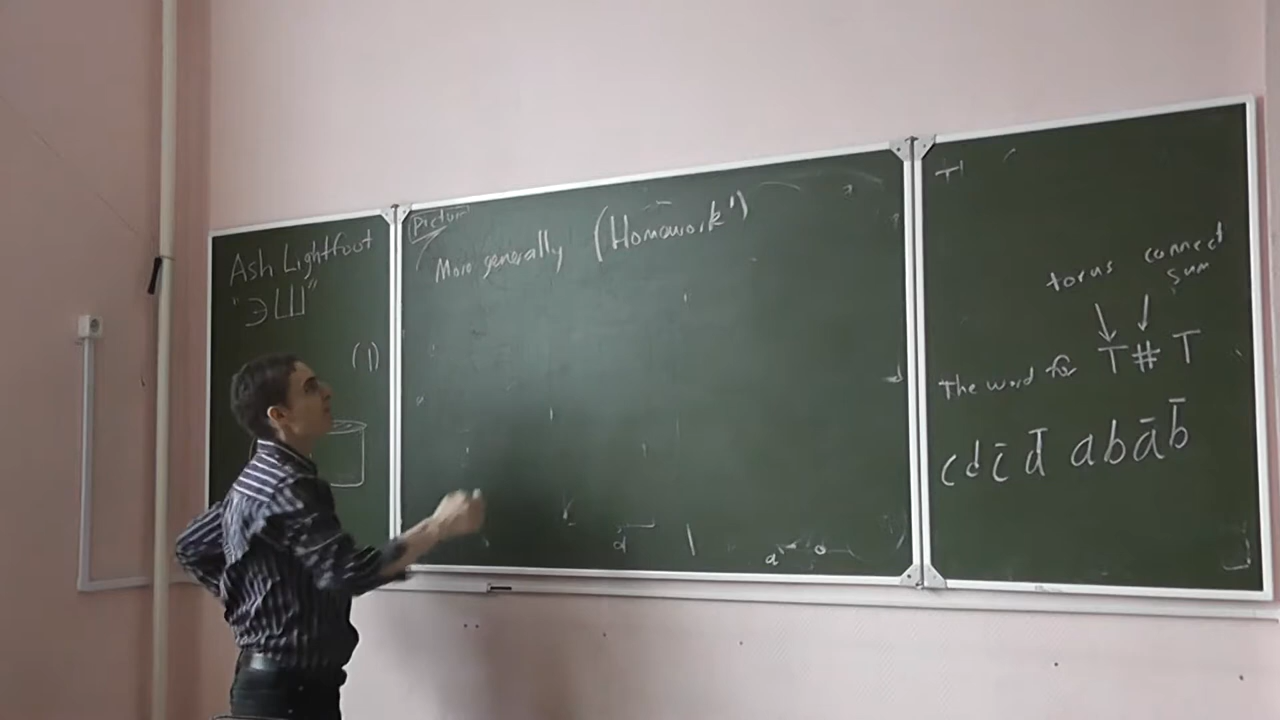 Ash Lightfoot
"ЭШ"
(1)
Picture
More generally (Homework')
d
a
torus connect
sum
↓ ↓
The word for T # T
c d c̄ d̄ a b ā b̄